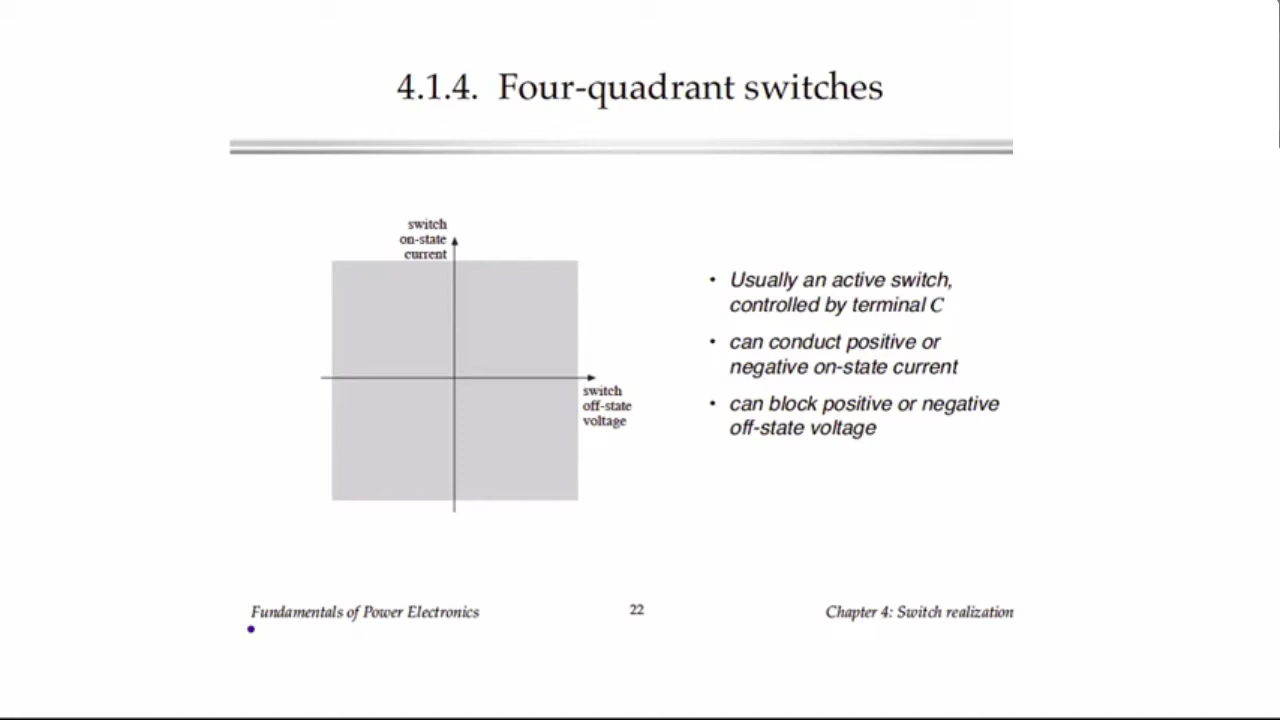 4.1.4. Four-quadrant switches
switch
on-state
current
switch
off-state
voltage
• Usually an active switch,
controlled by terminal C
• can conduct positive or
negative on-state current
• can block positive or negative
off-state voltage
Fundamentals of Power Electronics
22
Chapter 4: Switch realization